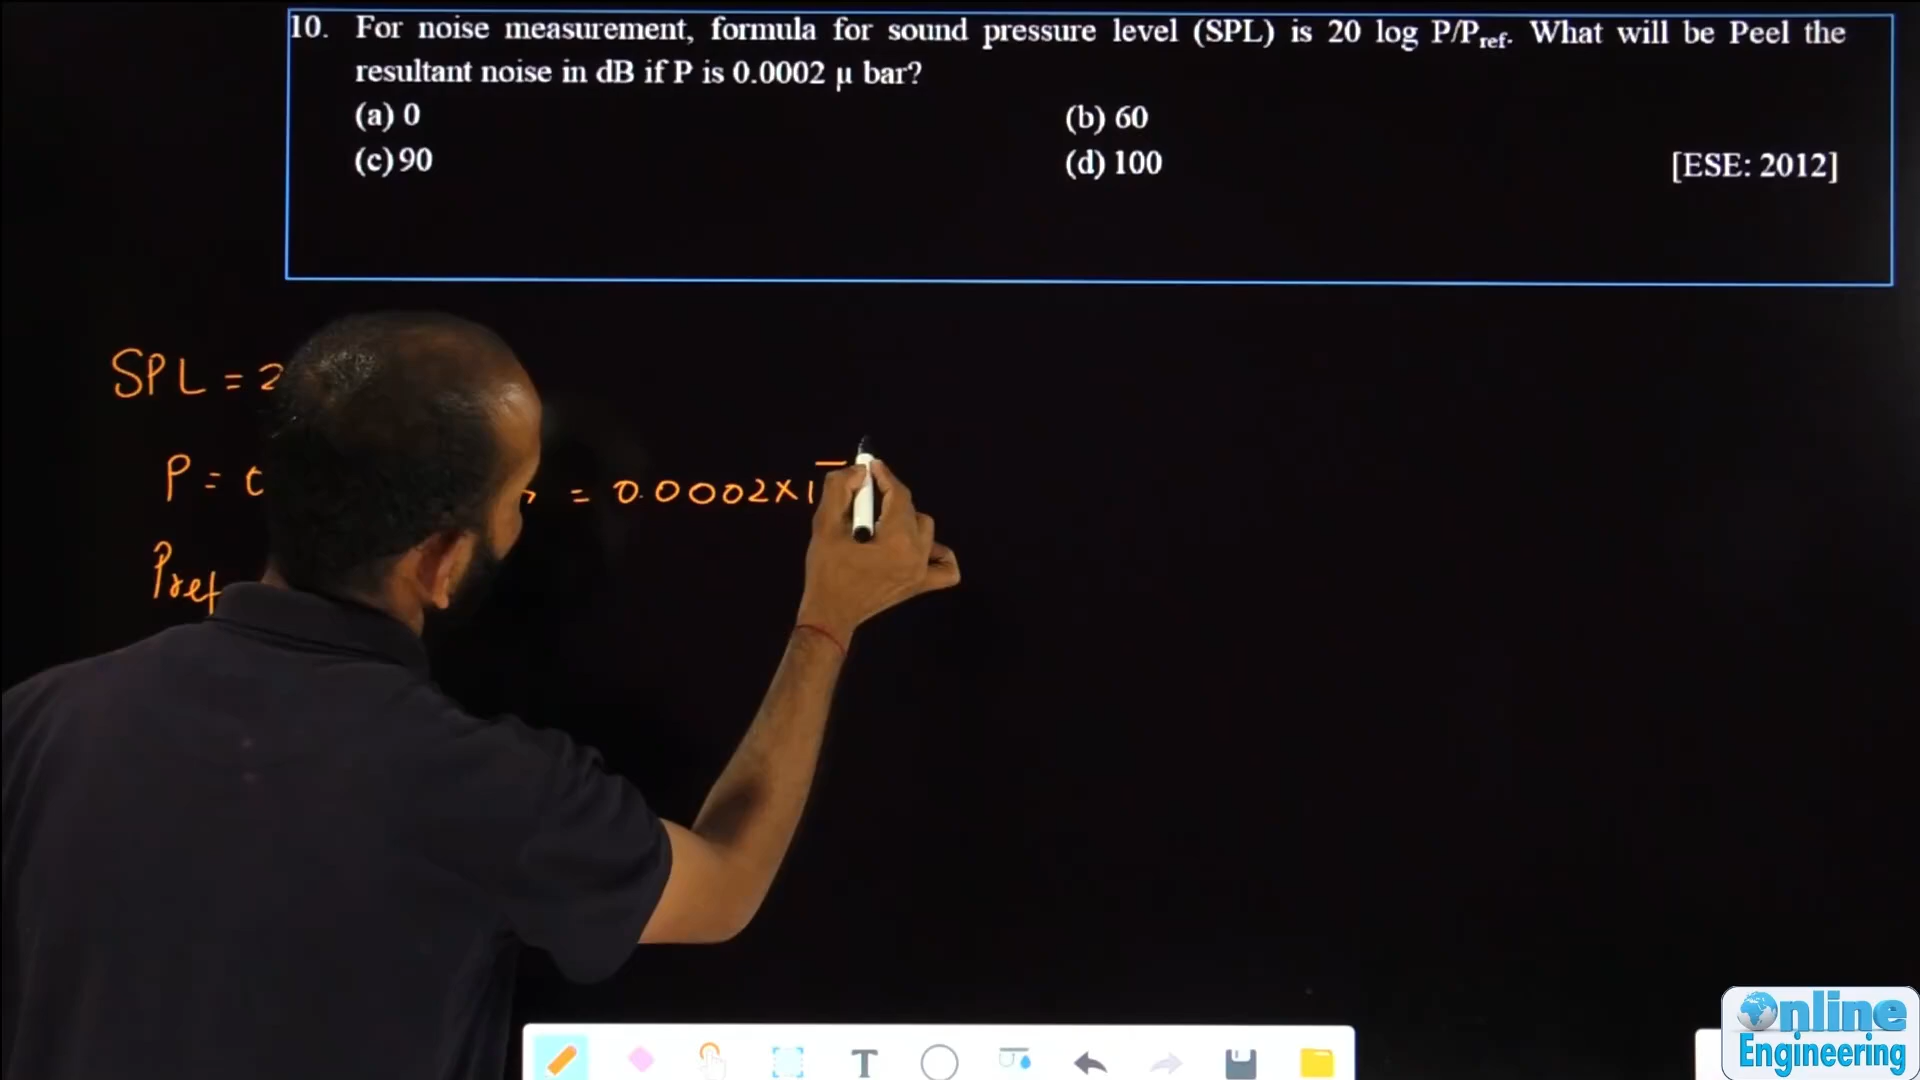 10. For noise measurement, formula for sound pressure level (SPL) is 20 log P/Pref. What will be Peel the
resultant noise in dB if P is 0.0002 μ bar?
(a) 0
(b) 60
(c) 90
(d) 100
[ESE: 2012]
SPL = 2
P =
= 0.0002 × 1
Pref
T
Online
Engineering